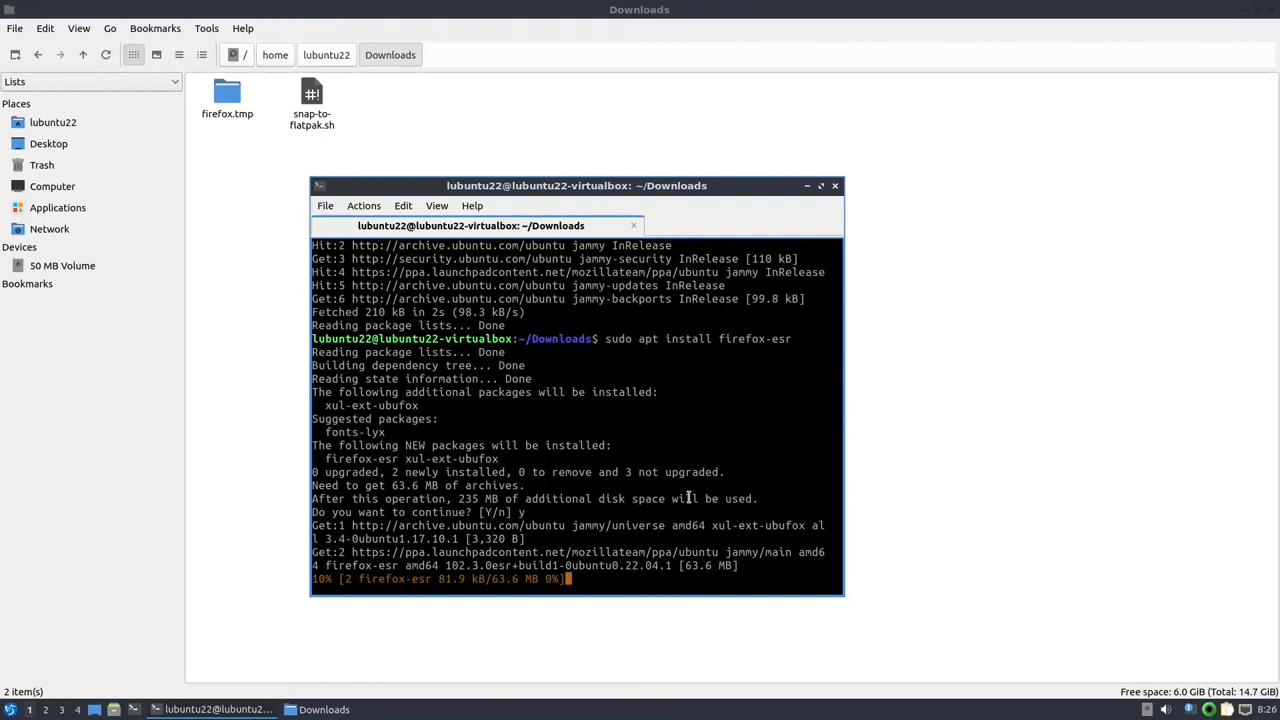 Downloads
File Edit View Go Bookmarks Tools Help
/ home lubuntu22 Downloads
Lists
Places
lubuntu22
Desktop
Trash
Computer
Applications
Network
Devices
50 MB Volume
Bookmarks
firefox.tmp
snap-to-
flatpak.sh
lubuntu22@lubuntu22-virtualbox: ~/Downloads
File Actions Edit View Help
lubuntu22@lubuntu22-virtualbox: ~/Downloads
Hit:2 http://archive.ubuntu.com/ubuntu jammy InRelease
Get:3 http://security.ubuntu.com/ubuntu jammy-security InRelease [110 kB]
Hit:4 https://ppa.launchpadcontent.net/mozillateam/ppa/ubuntu jammy InRelease
Hit:5 http://archive.ubuntu.com/ubuntu jammy-updates InRelease
Get:6 http://archive.ubuntu.com/ubuntu jammy-backports InRelease [99.8 kB]
Fetched 210 kB in 2s (98.3 kB/s)
Reading package lists... Done
lubuntu22@lubuntu22-virtualbox:~/Downloads$ sudo apt install firefox-esr
Reading package lists... Done
Building dependency tree... Done
Reading state information... Done
The following additional packages will be installed:
xul-ext-ubufox
Suggested packages:
fonts-lyx
The following NEW packages will be installed:
firefox-esr xul-ext-ubufox
0 upgraded, 2 newly installed, 0 to remove and 3 not upgraded.
Need to get 63.6 MB of archives.
After this operation, 235 MB of additional disk space will be used.
Do you want to continue? [Y/n] y
Get:1 http://archive.ubuntu.com/ubuntu jammy/universe amd64 xul-ext-ubufox al
l 3.4-0ubuntu1.17.10.1 [3,320 B]
Get:2 https://ppa.launchpadcontent.net/mozillateam/ppa/ubuntu jammy/main amd6
4 firefox-esr amd64 102.3.0esr+build1-0ubuntu0.22.04.1 [63.6 MB]
10% [2 firefox-esr 81.9 kB/63.6 MB 0%]
2 item(s)
Free space: 6.0 GiB (Total: 14.7 GiB)
1 2 3 4 lubuntu22@lubuntu2... Downloads 8:26